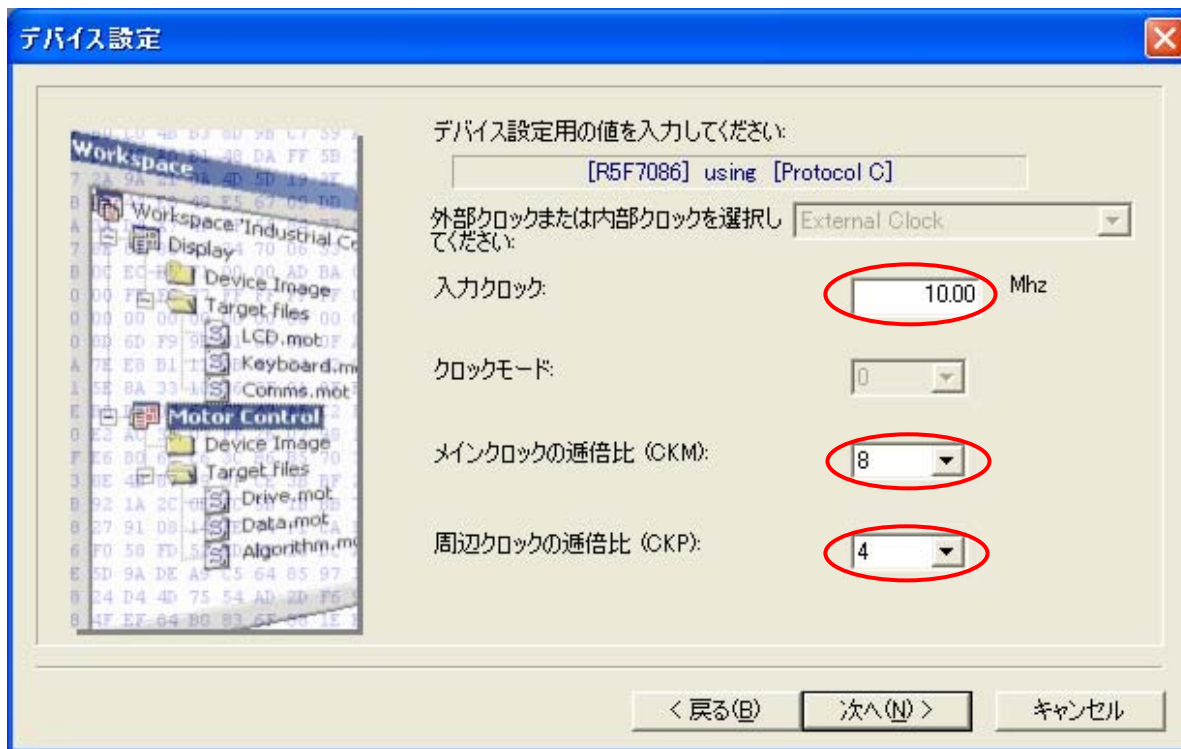 デバイス設定
デバイス設定用の値を入力してください:
[R5F7086] using [Protocol C]
外部クロックまたは内部クロックを選択し
てください:
External Clock
入力クロック:
10.00
Mhz
クロックモード:
0
メインクロックの逓倍比 (CKM):
8
周辺クロックの逓倍比 (CKP):
4
Workspace
Workspace:'Industrial Co
Display
Device Image
Target files
LCD.mot
Keyboard.mo
Comms.mot
Motor Control
Device Image
Target files
Drive.mot
Data.mot
Algorithm.mo
< 戻る(B)
次へ(N) >
キャンセル